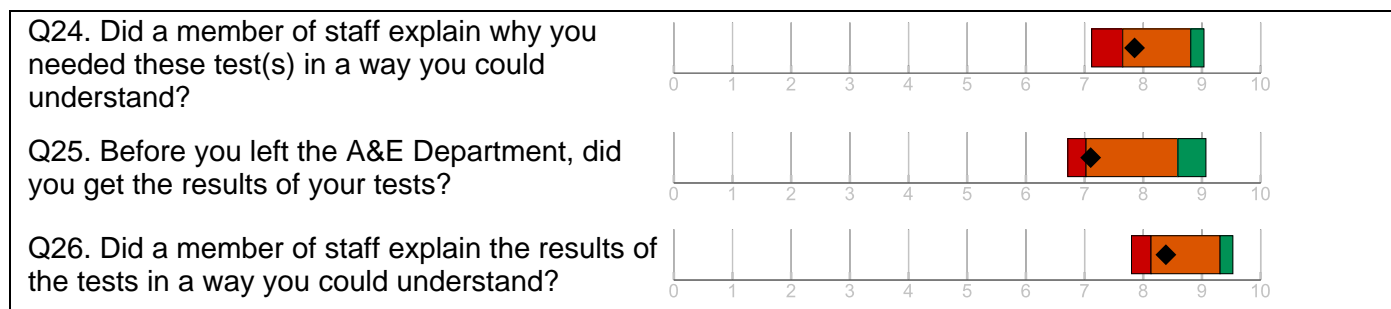 Q24. Did a member of staff explain why you
needed these test(s) in a way you could
understand?
0 1 2 3 4 5 6 7 8 9 10
Q25. Before you left the A&E Department, did
you get the results of your tests?
0 1 2 3 4 5 6 7 8 9 10
Q26. Did a member of staff explain the results of
the tests in a way you could understand?
0 1 2 3 4 5 6 7 8 9 10